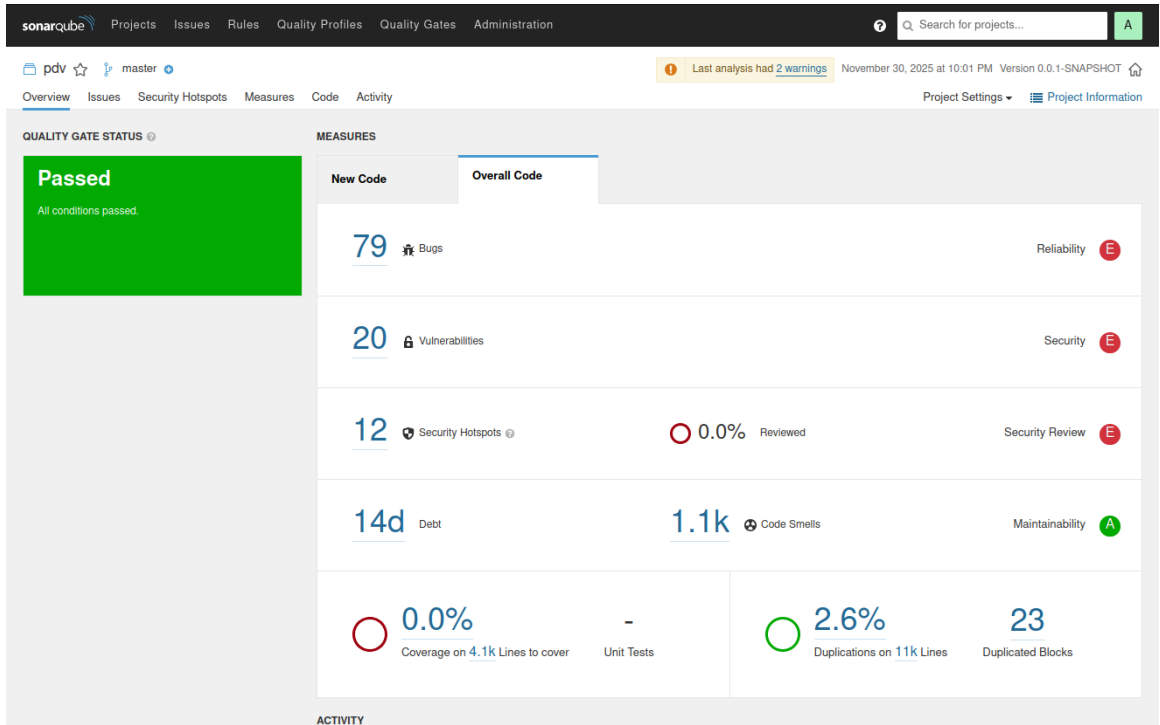 sonarqube Projects Issues Rules Quality Profiles Quality Gates Administration ? Search for projects... A
pdv master Last analysis had 2 warnings November 30, 2025 at 10:01 PM Version 0.0.1-SNAPSHOT
Overview Issues Security Hotspots Measures Code Activity Project Settings Project Information
QUALITY GATE STATUS ?
Passed
All conditions passed.
MEASURES
New Code Overall Code
79 Bugs Reliability E
20 Vulnerabilities Security E
12 Security Hotspots ? 0.0% Reviewed Security Review E
14d Debt 1.1k Code Smells Maintainability A
0.0% - 2.6% 23
Coverage on 4.1k Lines to cover Unit Tests Duplications on 11k Lines Duplicated Blocks
ACTIVITY